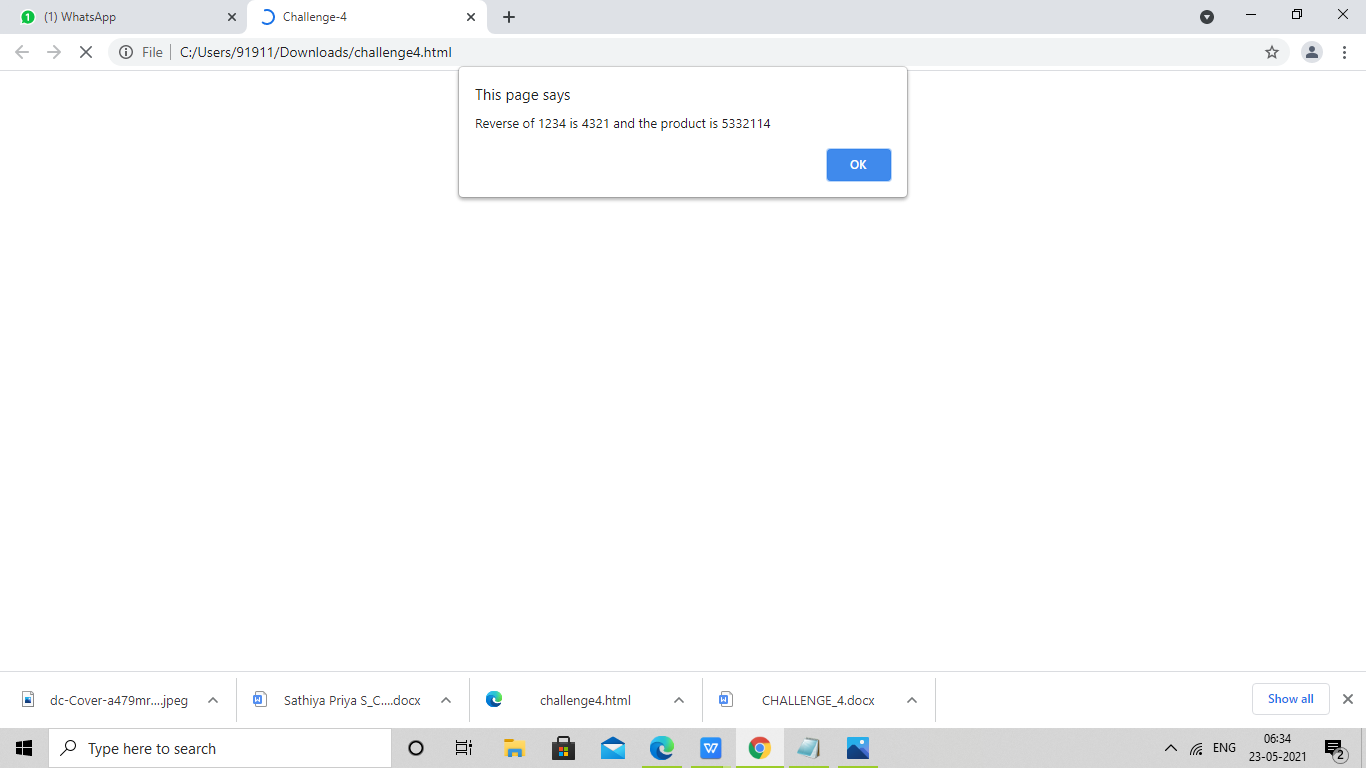 (1) WhatsApp
Challenge-4
File
C:/Users/91911/Downloads/challenge4.html
This page says
Reverse of 1234 is 4321 and the product is 5332114
OK
dc-Cover-a479mr....jpeg
Sathiya Priya S_C....docx
challenge4.html
CHALLENGE_4.docx
Show all
Type here to search
ENG
06:34
23-05-2021
2